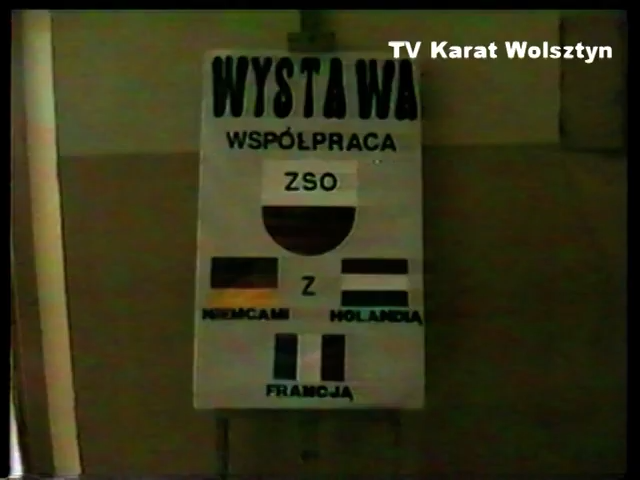 TV Karat Wolsztyn
WYSTAWA
WSPÓŁPRACA
ZSO
Z
NIEMCAMI HOLANDIĄ
FRANCJĄ